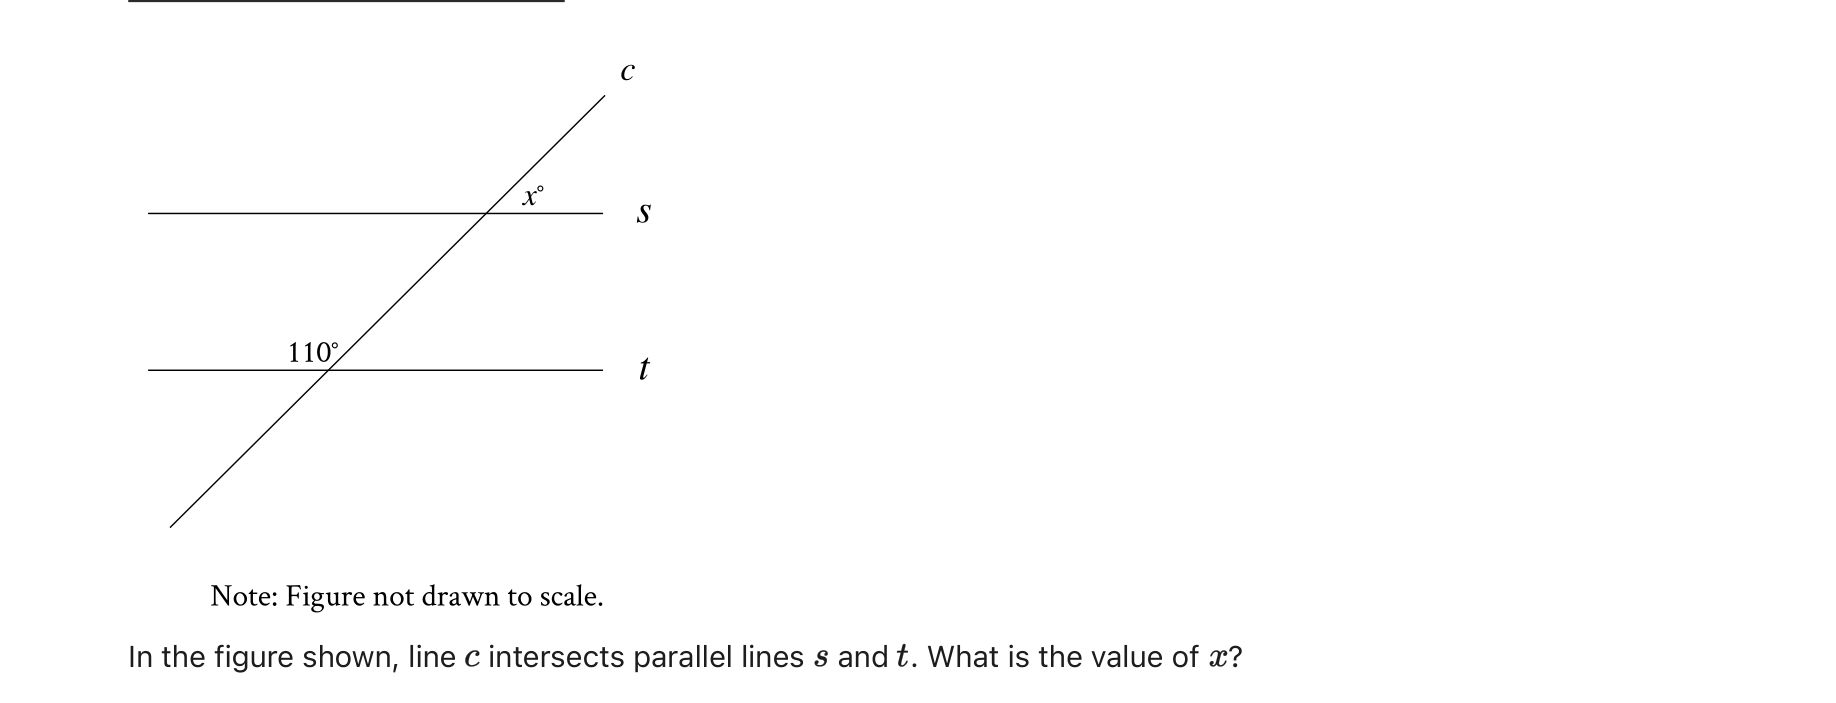 c
x°
s
110°
t
Note: Figure not drawn to scale.
In the figure shown, line c intersects parallel lines s and t. What is the value of x?